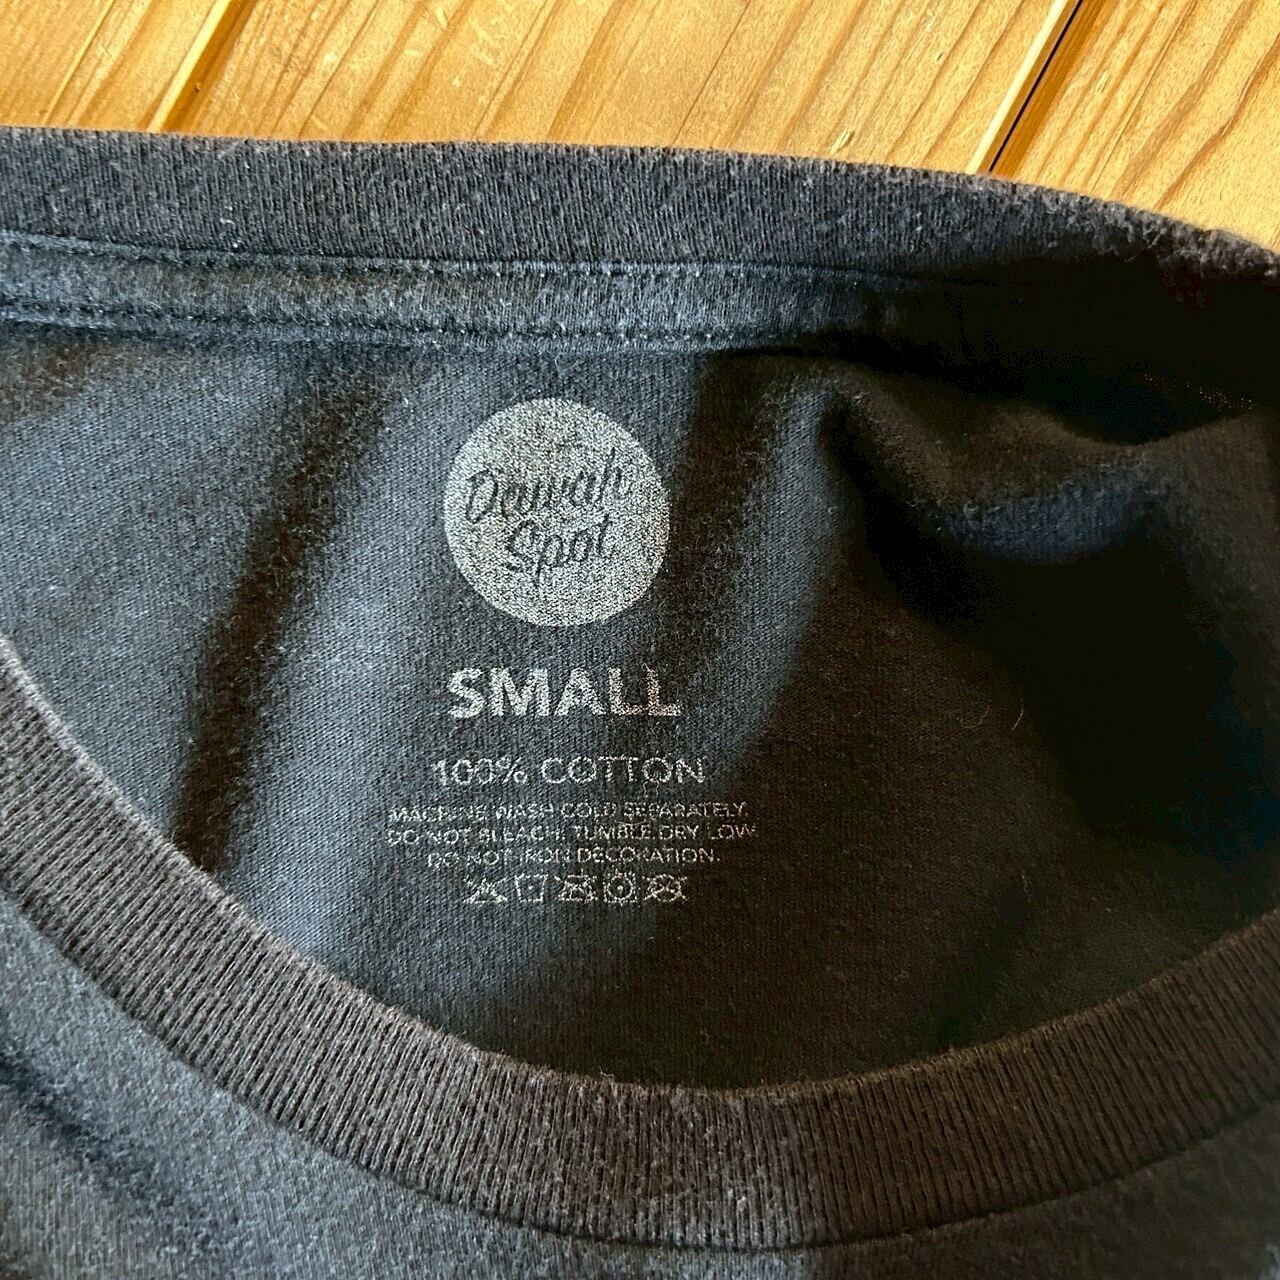 Dawah
Spot
SMALL
100% COTTON
MACHINE WASH COLD SEPARATELY.
DO NOT BLEACH. TUMBLE DRY LOW
DO NOT IRON DECORATION.